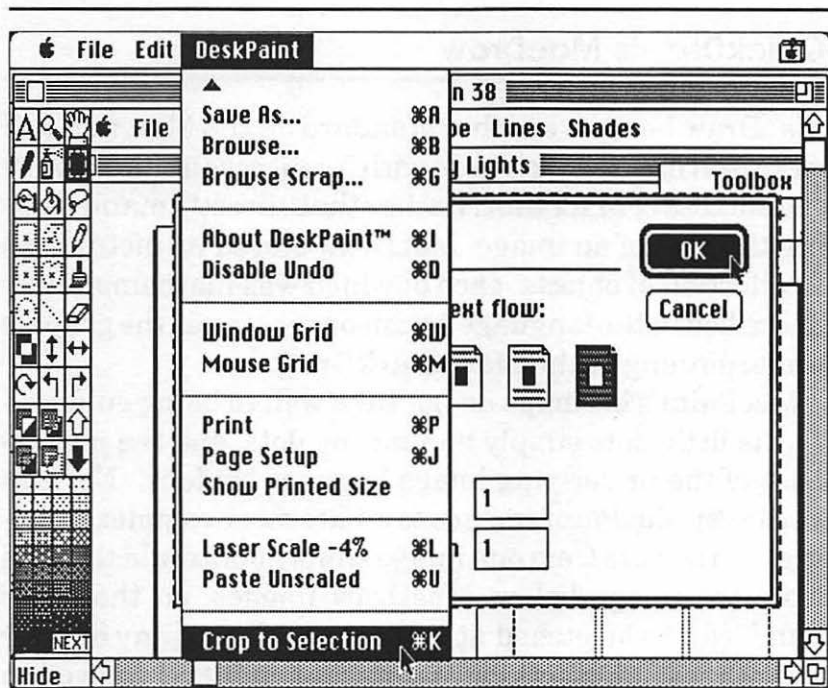 File Edit DeskPaint
n 38
Save As... ⌘A
File
pe Lines Shades
Browse... ⌘B
Lights
Browse Scrap... ⌘G
Toolbox
A
About DeskPaint™ ⌘I
OK
Disable Undo ⌘D
ext flow:
Cancel
Window Grid ⌘W
Mouse Grid ⌘M
Print ⌘P
Page Setup ⌘J
Show Printed Size
1
Laser Scale -4% ⌘L
n 1
Paste Unscaled ⌘U
NEXT
Crop to Selection ⌘K
Hide